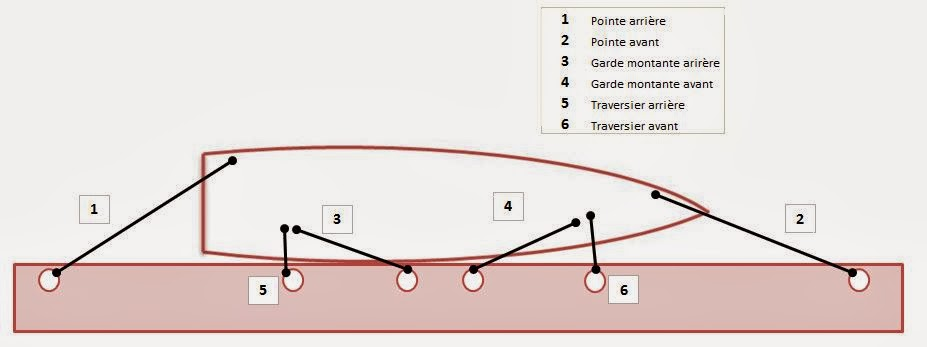 1 Pointe arrière
2 Pointe avant
3 Garde montante arirère
4 Garde montante avant
5 Traversier arrière
6 Traversier avant
1
3
4
2
5
6